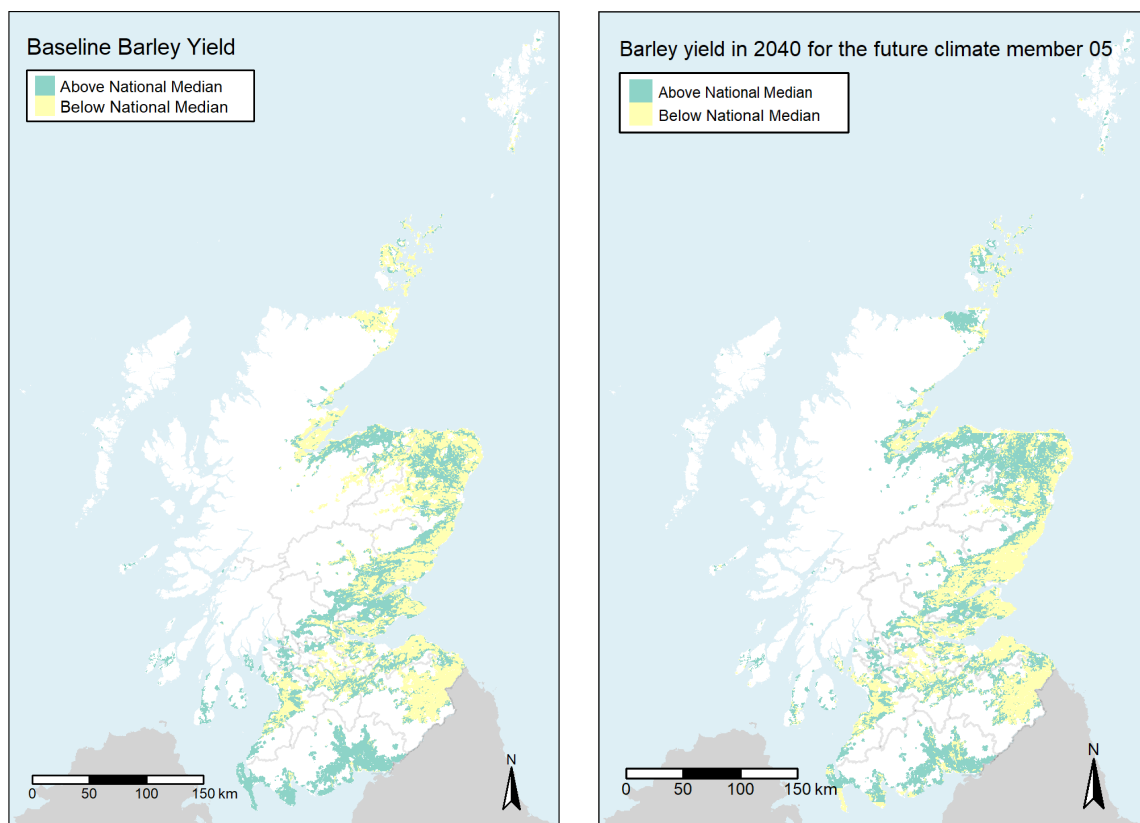 Baseline Barley Yield
Above National Median
Below National Median
N
0 50 100 150 km
Barley yield in 2040 for the future climate member 05
Above National Median
Below National Median
N
0 50 100 150 km